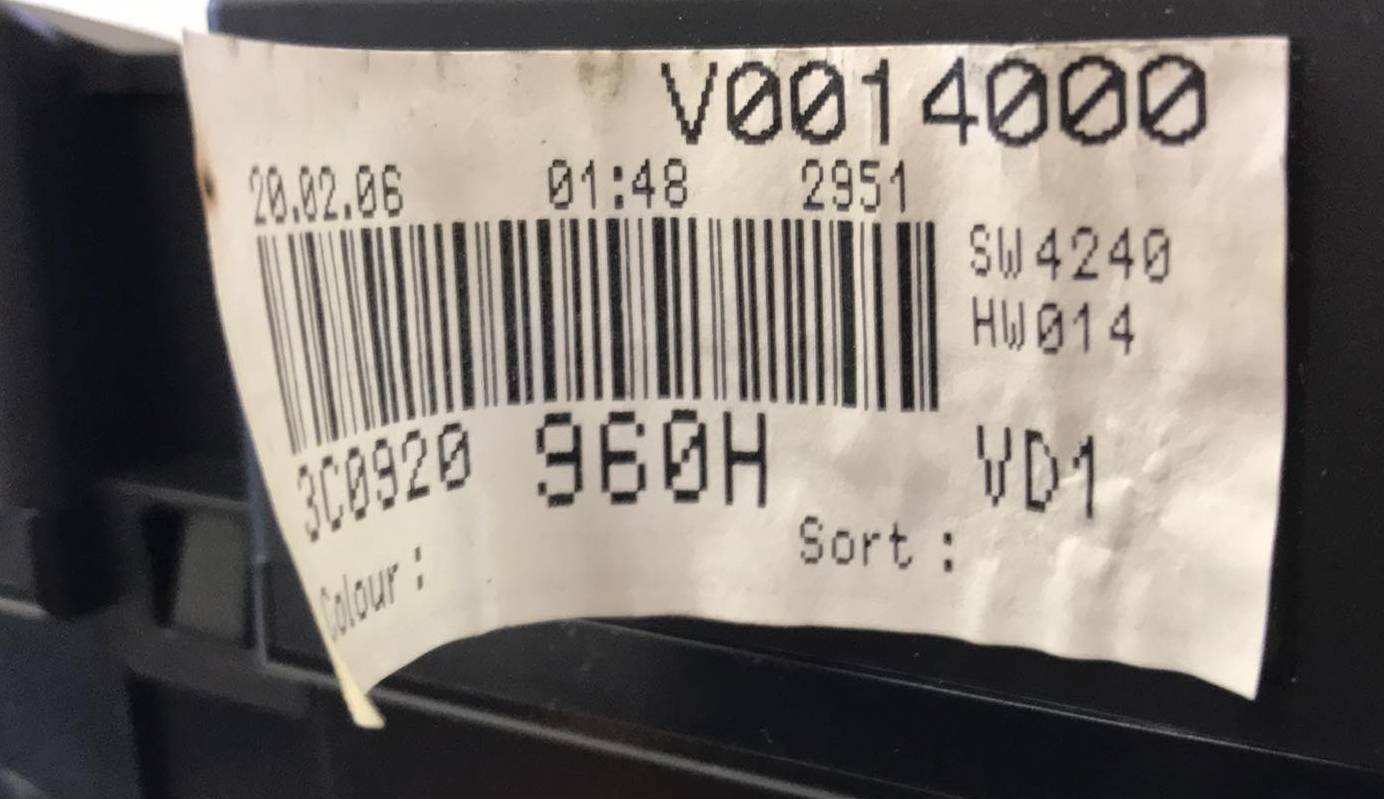 V0014000
20.02.06 01:48 2951
SW4240
HW014
3C0920 960H VD1
Sort :
Colour :